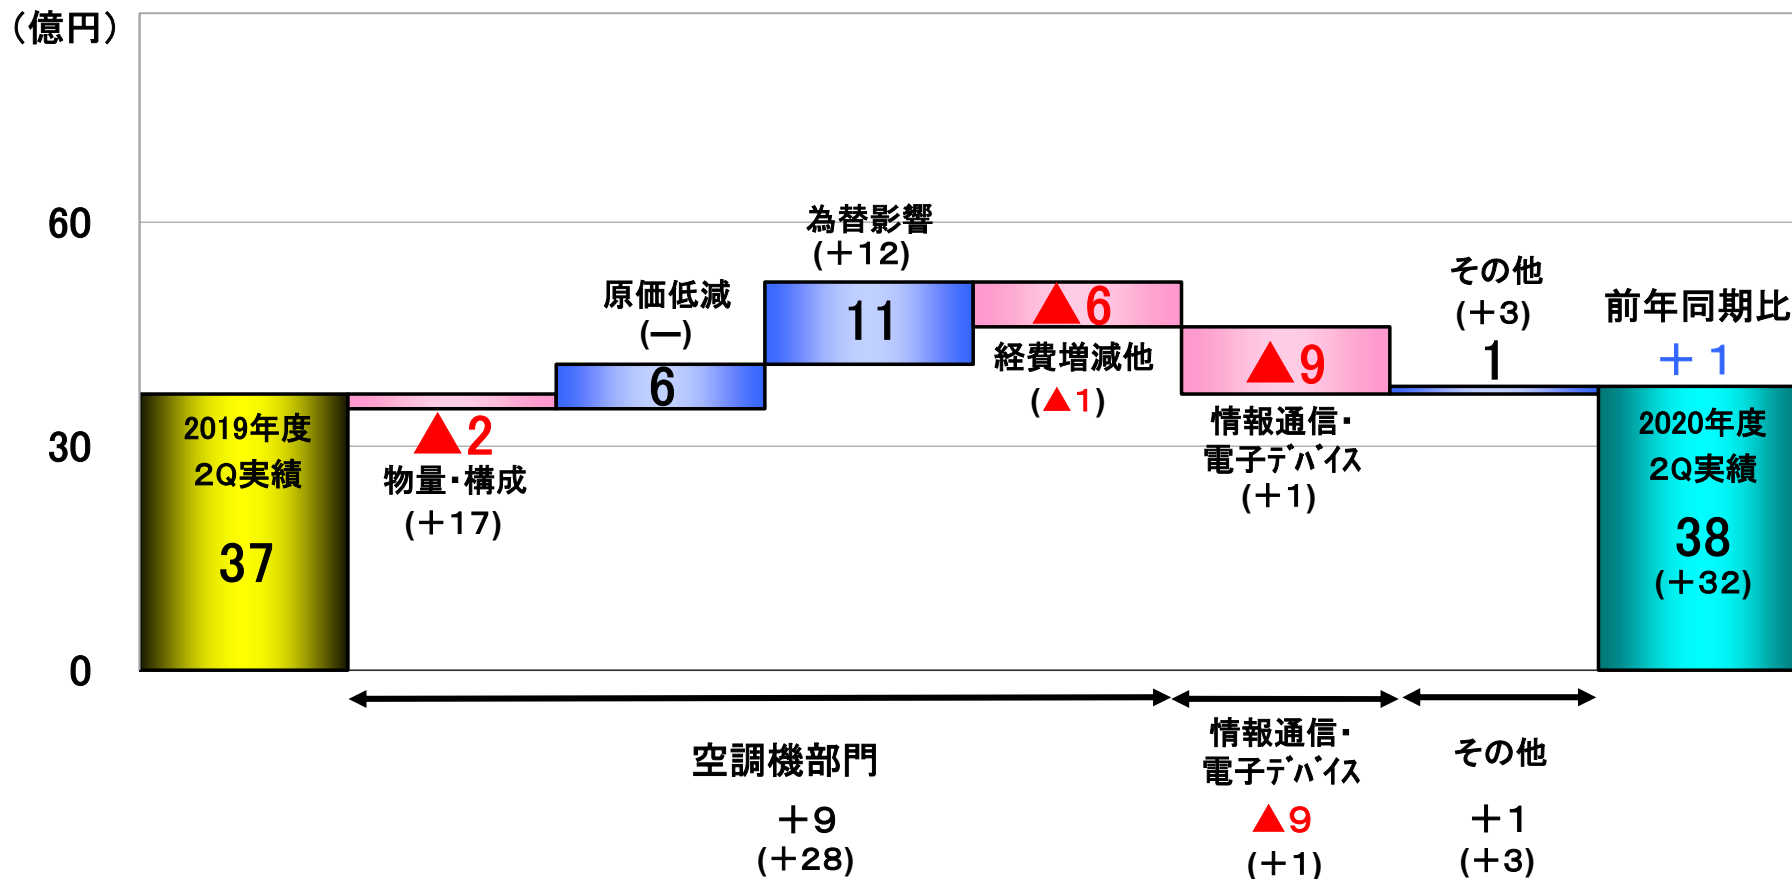 （億円）
60
30
0
2019年度
２Q実績
37
▲2
物量・構成
(＋17)
原価低減
(－)
6
為替影響
(＋12)
11
▲6
経費増減他
(▲1)
▲9
情報通信・
電子ﾃﾞﾊﾞｲｽ
(＋1)
その他
(＋3)
1
前年同期比
＋１
2020年度
２Q実績
38
(＋32)
空調機部門
＋9
(＋28)
情報通信・
電子ﾃﾞﾊﾞｲｽ
▲9
(＋1)
その他
＋1
(＋3)